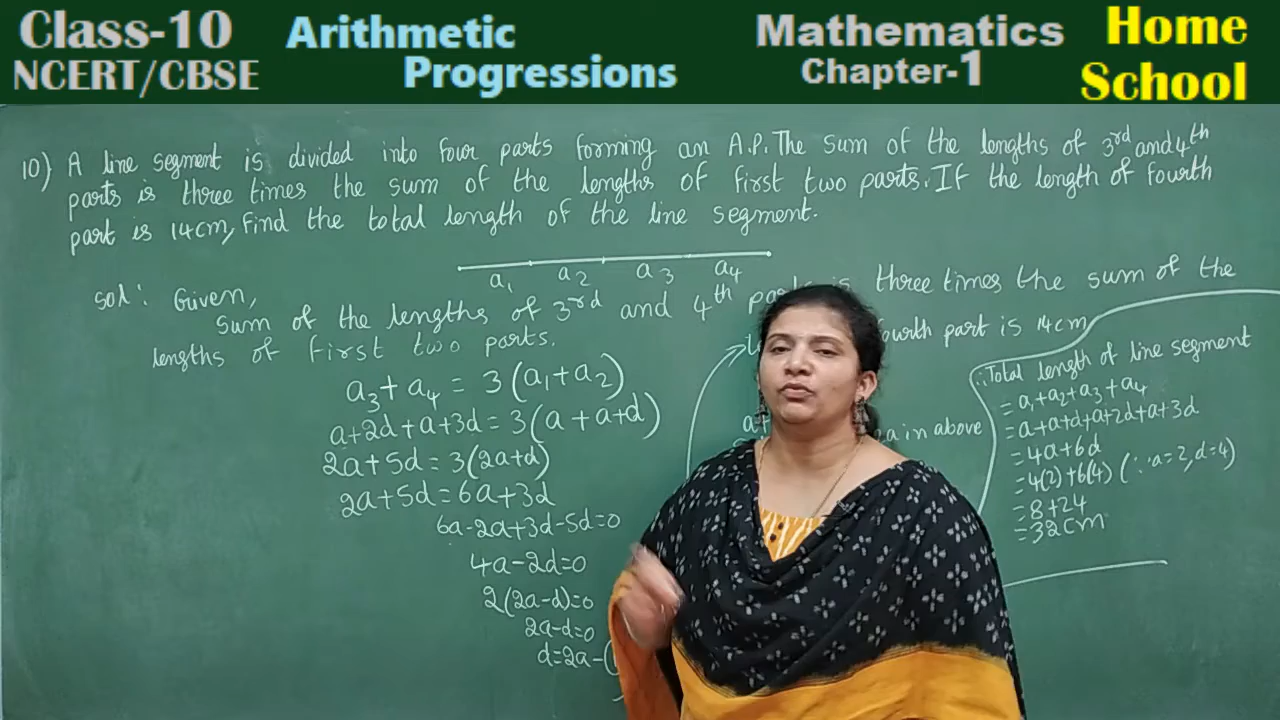 Class-10
NCERT/CBSE
Arithmetic
Progressions
Mathematics
Chapter-1
Home
School
10) A line segment is divided into four parts forming an A.P. The sum of the lengths of 3rd and 4th
parts is three times the sum of the lengths of first two parts. If the length of fourth
part is 14cm, find the total length of the line segment.
a1 a2 a3 a4
Sol: Given,
Sum of the lengths of 3rd and 4th is three times the sum of the
lengths of first two parts.
fourth part is 14cm
a3 + a4 = 3(a1+a2)
a+2d+a+3d = 3(a+a+d)
2a+5d = 3(2a+d)
2a+5d = 6a+3d
6a-2a+3d-5d=0
4a-2d=0
2(2a-d)=0
2a-d=0
d=2a-(
in above
∴Total length of line segment
= a1+a2+a3+a4
= a+a+d+a+2d+a+3d
= 4a+6d
= 4(2)+6(4) (∵a=2, d=4)
= 8+24
= 32cm